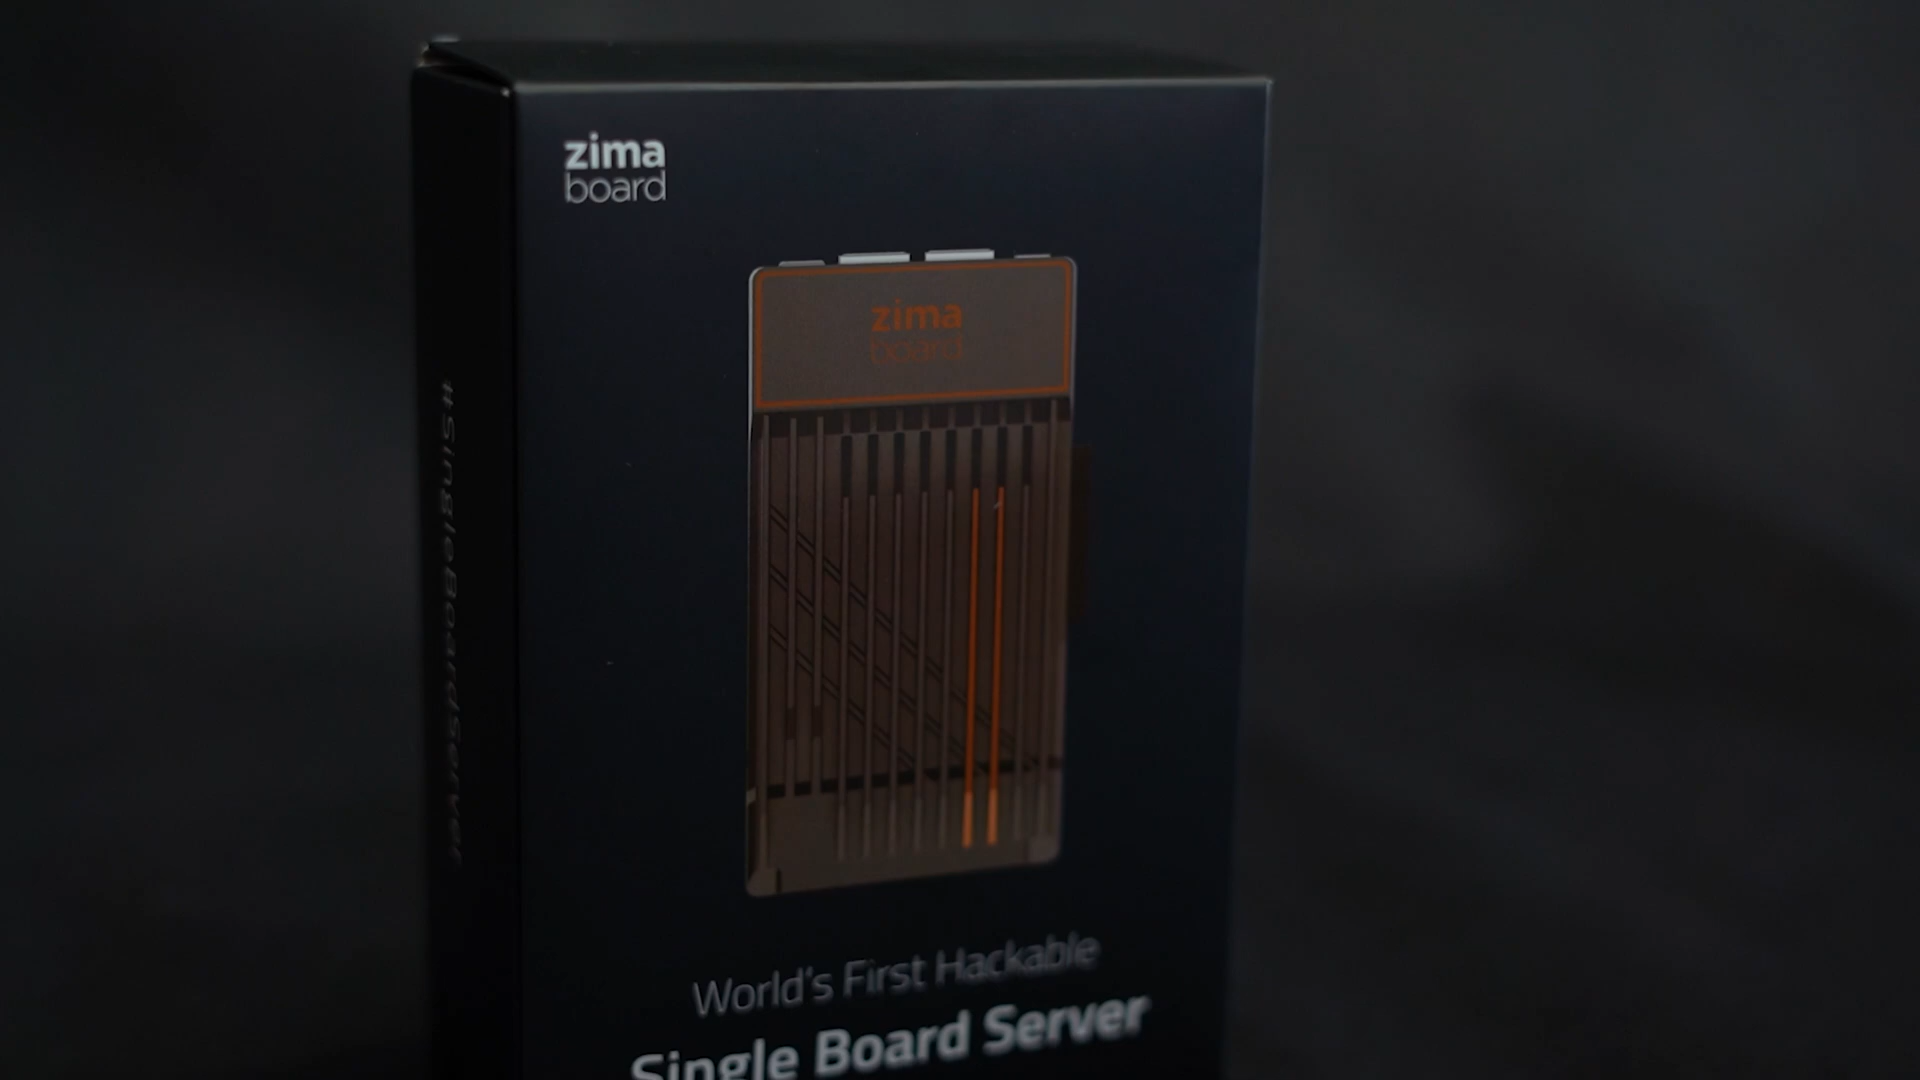 zima
board
zima
board
#SingleBoardServer
World's First Hackable
Single Board Server